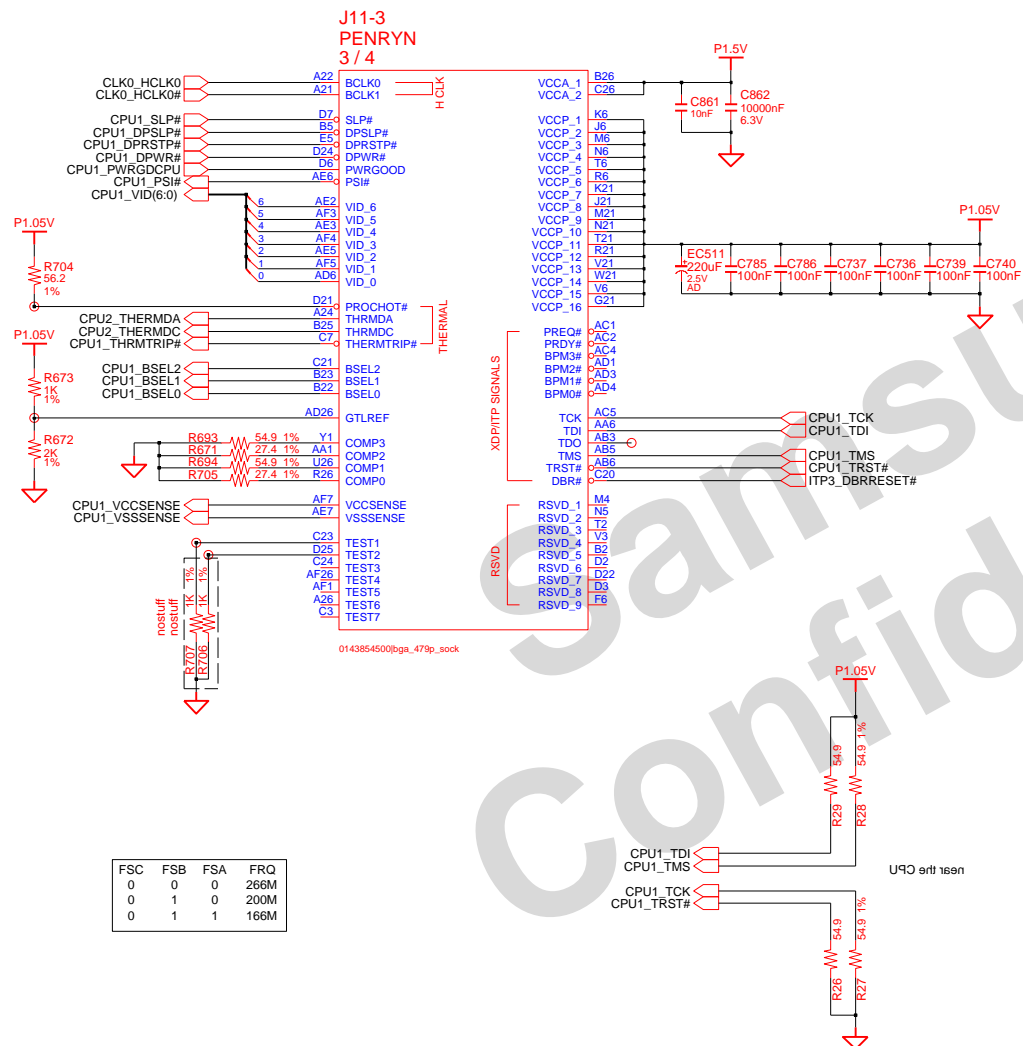 J11-3
PENRYN
3 / 4
CLK0_HCLK0 A22 BCLK0
CLK0_HCLK0# A21 BCLK1
H CLK
CPU1_SLP# D7 SLP#
CPU1_DPSLP# B5 DPSLP#
CPU1_DPRSTP# E5 DPRSTP#
CPU1_DPWR# D24 DPWR#
CPU1_PWRGDCPU D6 PWRGOOD
CPU1_PSI# AE6 PSI#
CPU1_VID(6:0)
6 AE2 VID_6
5 AF3 VID_5
4 AE3 VID_4
3 AF4 VID_3
2 AE5 VID_2
1 AF5 VID_1
0 AD6 VID_0
P1.05V
R704
56.2
1%
D21 PROCHOT#
CPU2_THERMDA A24 THRMDA
CPU2_THERMDC B25 THRMDC
CPU1_THRMTRIP# C7 THERMTRIP#
THERMAL
P1.05V
R673
1K
1%
R672
2K
1%
CPU1_BSEL2 C21 BSEL2
CPU1_BSEL1 B23 BSEL1
CPU1_BSEL0 B22 BSEL0
AD26 GTLREF
R693 54.9 1% Y1 COMP3
R671 27.4 1% AA1 COMP2
R694 54.9 1% U26 COMP1
R705 27.4 1% R26 COMP0
CPU1_VCCSENSE AF7 VCCSENSE
CPU1_VSSSENSE AE7 VSSSENSE
C23 TEST1
D25 TEST2
C24 TEST3
AF26 TEST4
AF1 TEST5
A26 TEST6
C3 TEST7
nostuff
nostuff
R707 1K 1%
R706 1K 1%
0143854500|bga_479p_sock
P1.5V
VCCA_1 B26
VCCA_2 C26
C861
10nF
C862
10000nF
6.3V
VCCP_1 K6
VCCP_2 J6
VCCP_3 M6
VCCP_4 N6
VCCP_5 T6
VCCP_6 R6
VCCP_7 K21
VCCP_8 J21
VCCP_9 M21
VCCP_10 N21
VCCP_11 T21
VCCP_12 R21
VCCP_13 V21
VCCP_14 W21
VCCP_15 V6
VCCP_16 G21
P1.05V
EC511
220uF
2.5V
AD
C785
100nF
C786
100nF
C737
100nF
C736
100nF
C739
100nF
C740
100nF
XDP/ITP SIGNALS
PREQ# AC1
PRDY# AC2
BPM3# AC4
BPM2# AD1
BPM1# AD3
BPM0# AD4
TCK AC5 CPU1_TCK
TDI AA6 CPU1_TDI
TDO AB3
TMS AB5 CPU1_TMS
TRST# AB6 CPU1_TRST#
DBR# C20 ITP3_DBRRESET#
RSVD
RSVD_1 M4
RSVD_2 N5
RSVD_3 T2
RSVD_4 V3
RSVD_5 B2
RSVD_6 D2
RSVD_7 D22
RSVD_8 D3
RSVD_9 F6
P1.05V
R29 54.9
R28 54.9 1%
CPU1_TDI
CPU1_TMS
near the CPU
CPU1_TCK
CPU1_TRST#
R26 54.9
R27 54.9 1%
FSC FSB FSA FRQ
0 0 0 266M
0 1 0 200M
0 1 1 166M